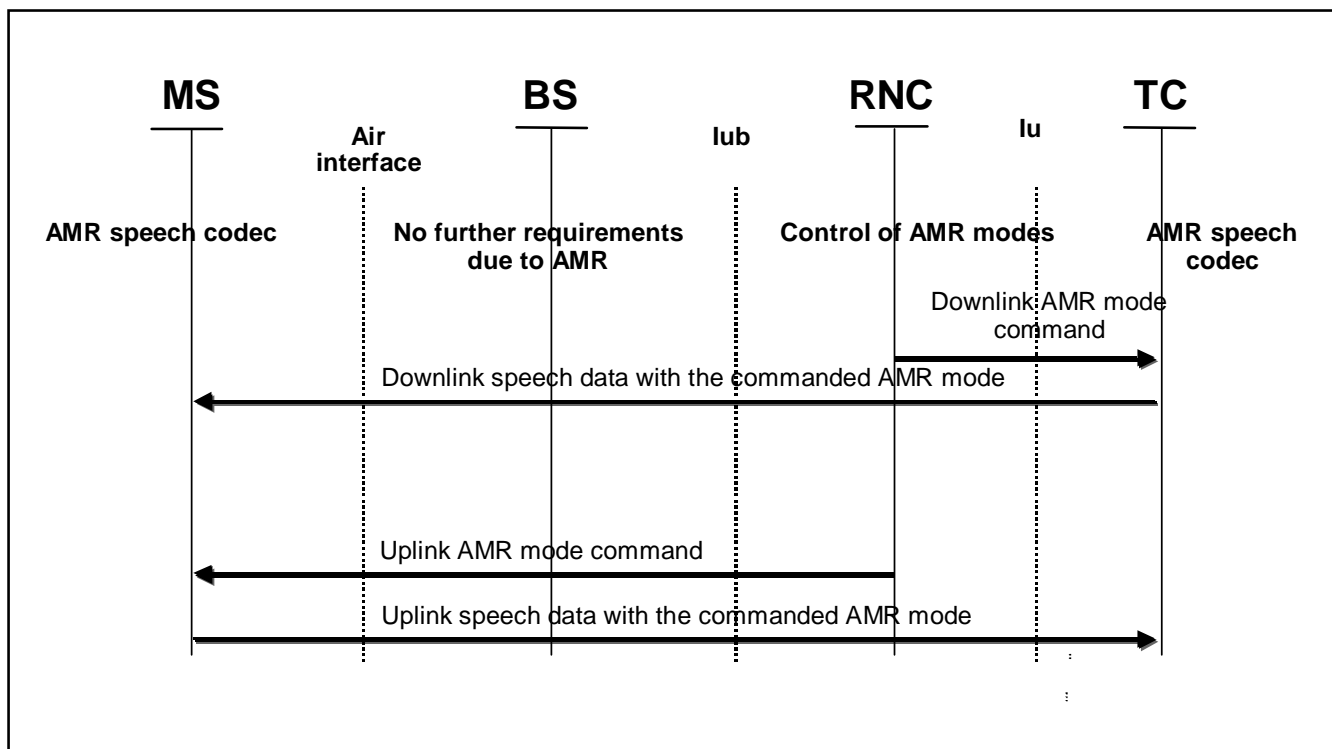 MS
BS
RNC
TC
Air
interface
Iub
Iu
AMR speech codec
No further requirements
due to AMR
Control of AMR modes
AMR speech
codec
Downlink AMR mode
command
Downlink speech data with the commanded AMR mode
Uplink AMR mode command
Uplink speech data with the commanded AMR mode